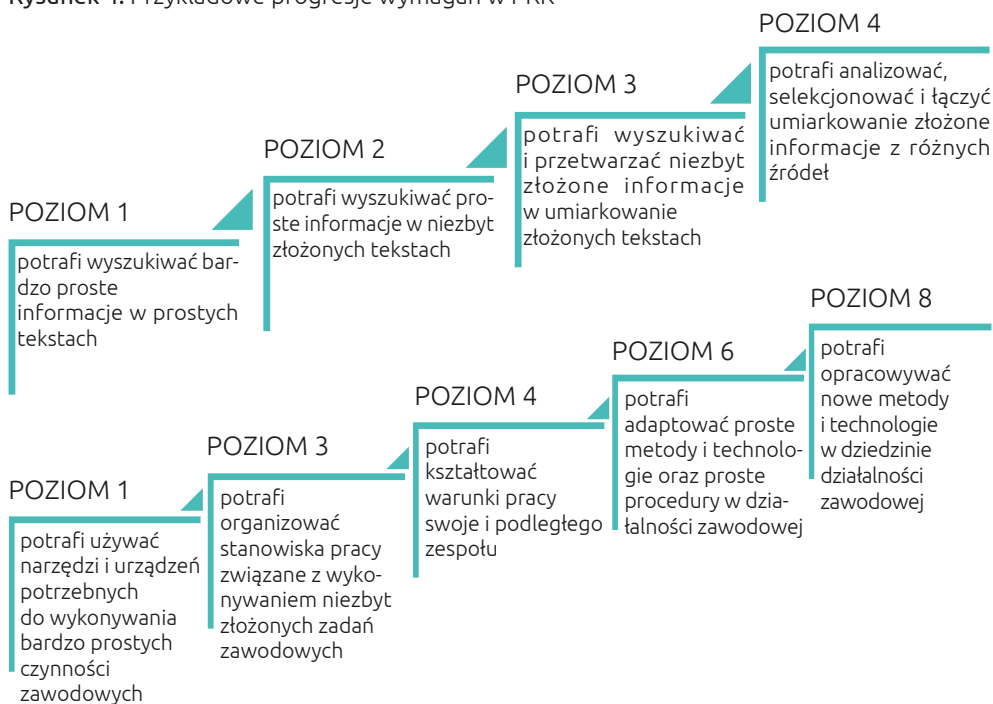 POZIOM 1
potrafi wyszukiwać bar-
dzo proste
informacje w prostych
tekstach
POZIOM 2
potrafi wyszukiwać pro-
ste informacje w niezbyt
złożonych tekstach
POZIOM 3
potrafi wyszukiwać
i przetwarzać niezbyt
złożone informacje
w umiarkowanie
złożonych tekstach
POZIOM 4
potrafi analizować,
selekcjonować i łączyć
umiarkowanie złożone
informacje z różnych
źródeł
POZIOM 1
potrafi używać
narzędzi i urządzeń
potrzebnych
do wykonywania
bardzo prostych
czynności
zawodowych
POZIOM 3
potrafi
organizować
stanowiska pracy
związane z wyko-
nywaniem niezbyt
złożonych zadań
zawodowych
POZIOM 4
potrafi
kształtować
warunki pracy
swoje i podległego
zespołu
POZIOM 6
potrafi
adaptować proste
metody i technolo-
gie oraz proste
procedury w dzia-
łalności zawodowej
POZIOM 8
potrafi
opracowywać
nowe metody
i technologie
w dziedzinie
działalności
zawodowej